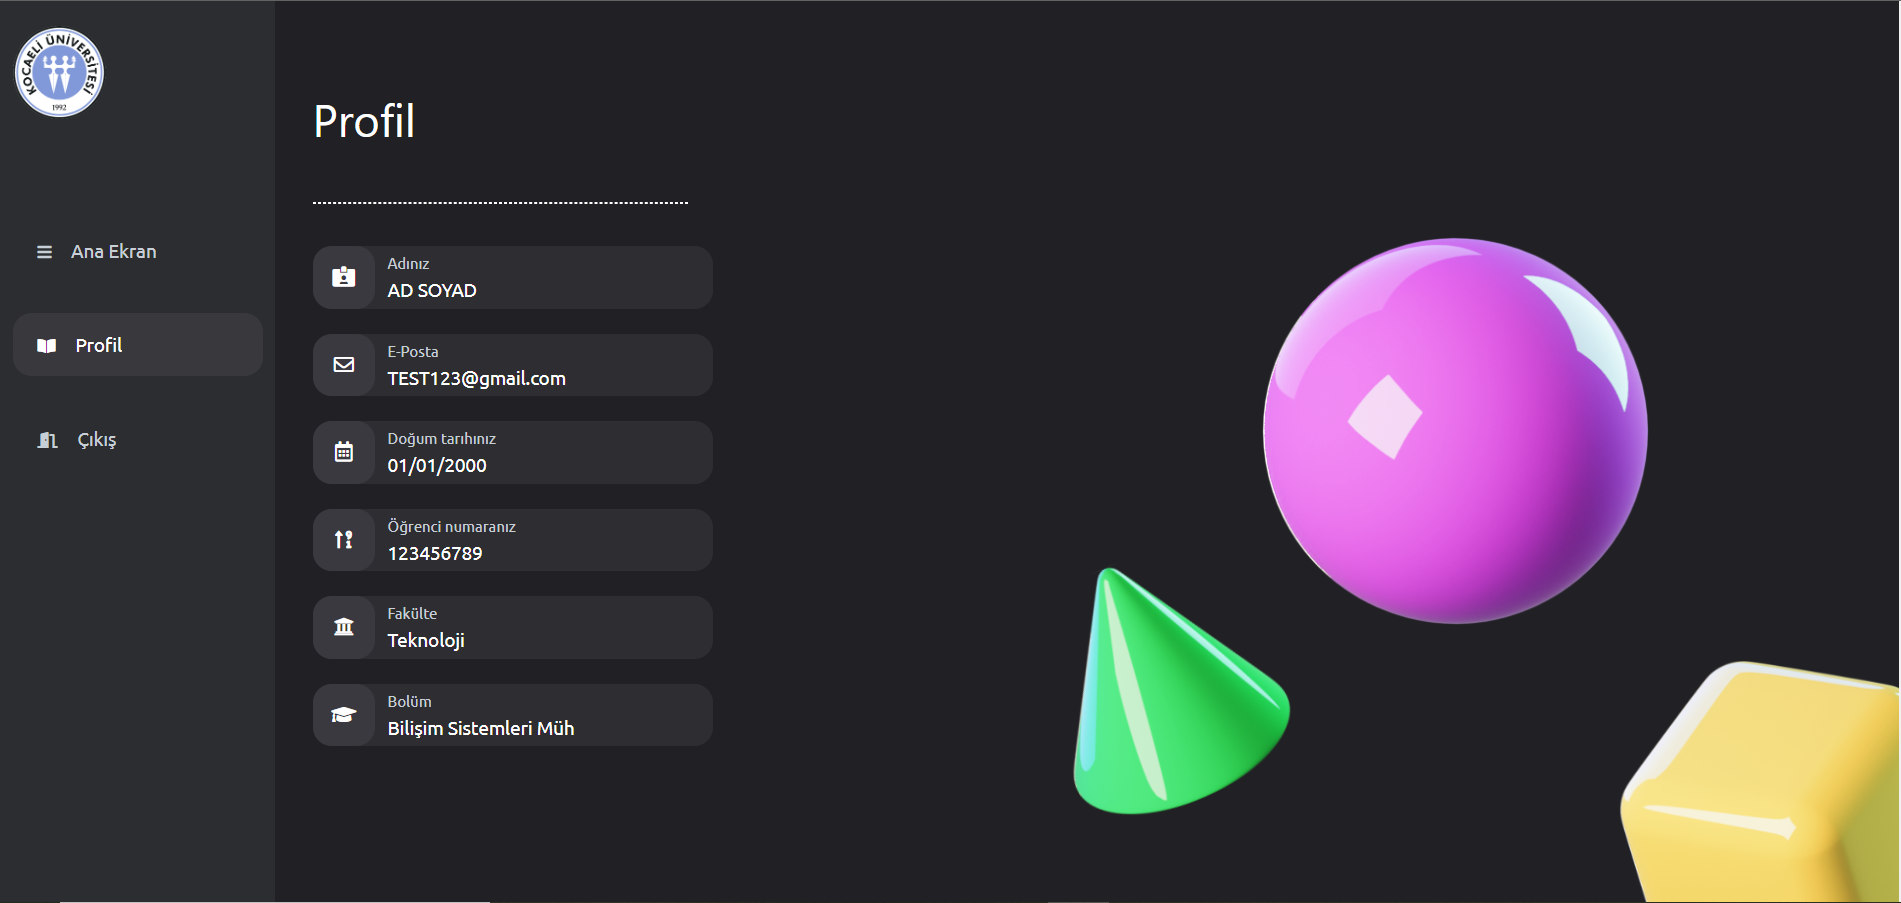 KOCAELİ ÜNİVERSİTESİ
1992
Ana Ekran
Profil
Çıkış
Profil
Adınız
AD SOYAD
E-Posta
TEST123@gmail.com
Doğum tarıhınız
01/01/2000
Öğrenci numaranız
123456789
Fakülte
Teknoloji
Bolüm
Bilişim Sistemleri Müh